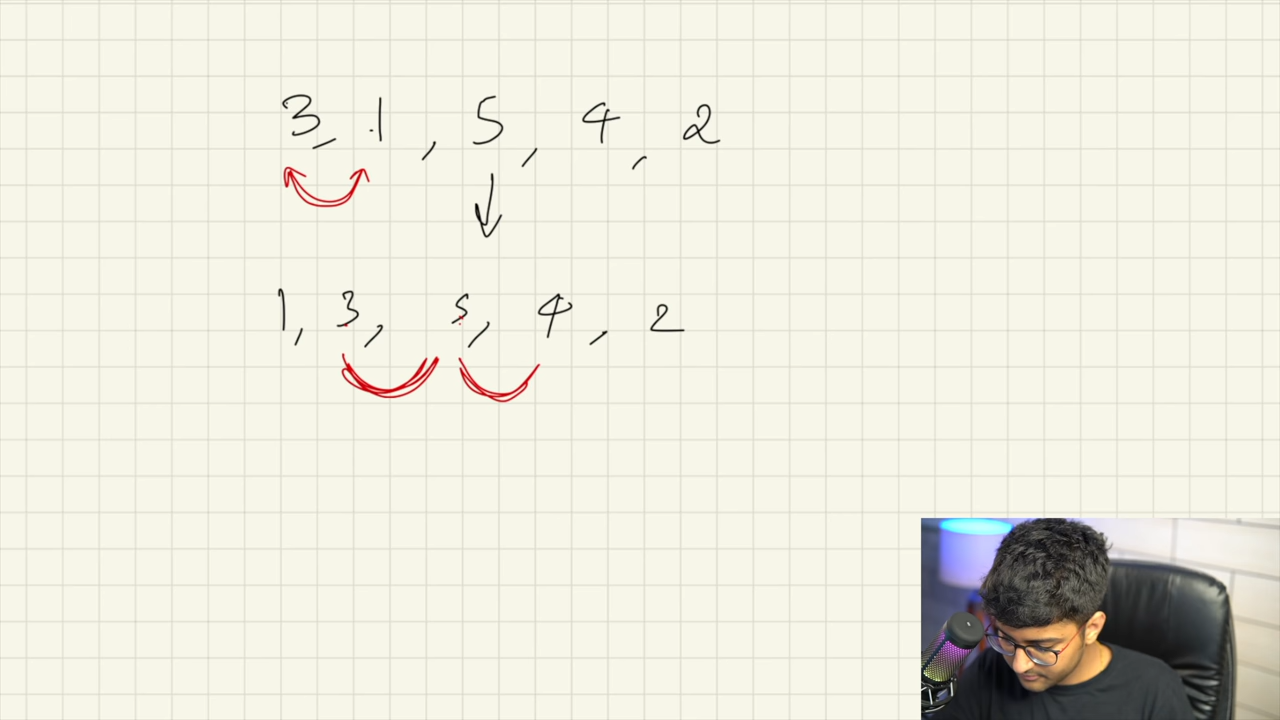 3, 1, 5, 4, 2
1, 3, 5, 4, 2